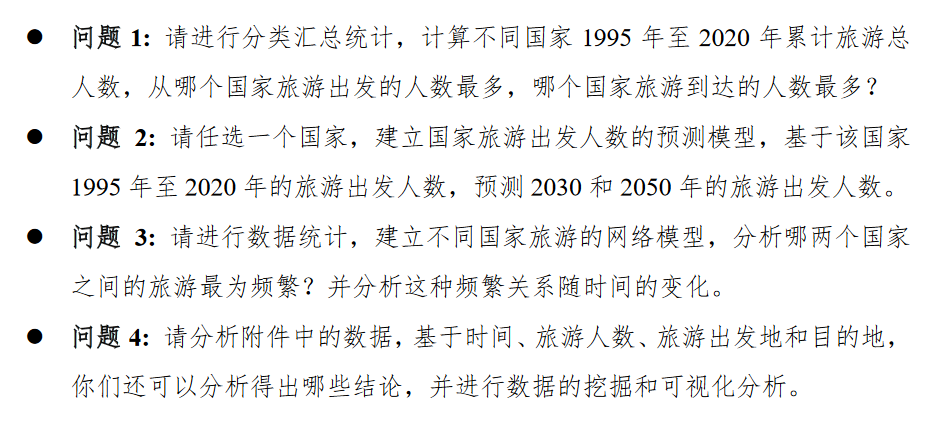 ● 问题 1: 请进行分类汇总统计，计算不同国家 1995 年至 2020 年累计旅游总
人数，从哪个国家旅游出发的人数最多，哪个国家旅游到达的人数最多？
● 问题 2: 请任选一个国家，建立国家旅游出发人数的预测模型，基于该国家
1995 年至 2020 年的旅游出发人数，预测 2030 和 2050 年的旅游出发人数。
● 问题 3: 请进行数据统计，建立不同国家旅游的网络模型，分析哪两个国家
之间的旅游最为频繁？并分析这种频繁关系随时间的变化。
● 问题 4: 请分析附件中的数据，基于时间、旅游人数、旅游出发地和目的地，
你们还可以分析得出哪些结论，并进行数据的挖掘和可视化分析。